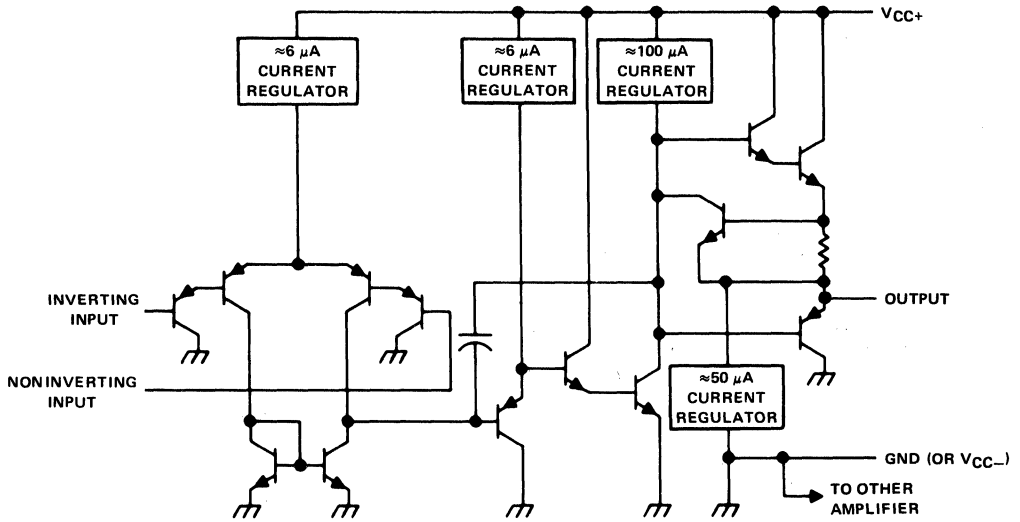 VCC+
≈6 μA
CURRENT
REGULATOR
≈6 μA
CURRENT
REGULATOR
≈100 μA
CURRENT
REGULATOR
INVERTING
INPUT
OUTPUT
NONINVERTING
INPUT
≈50 μA
CURRENT
REGULATOR
GND (OR VCC–)
TO OTHER
AMPLIFIER